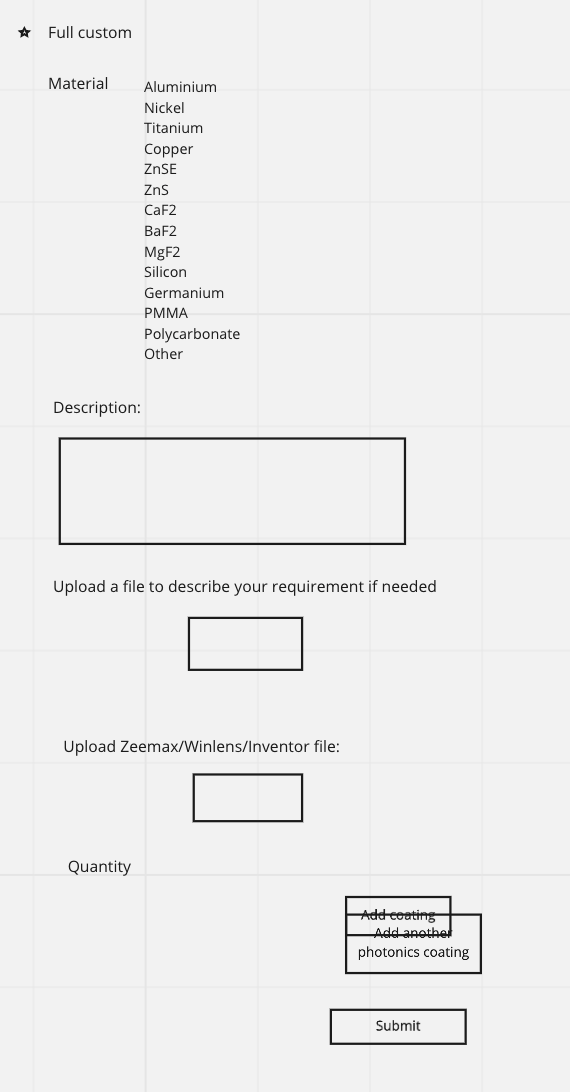 Full custom
Material
Aluminium
Nickel
Titanium
Copper
ZnSE
ZnS
CaF2
BaF2
MgF2
Silicon
Germanium
PMMA
Polycarbonate
Other
Description:
Upload a file to describe your requirement if needed
Upload Zeemax/Winlens/Inventor file:
Quantity
Add coating
Add another
photonics coating
Submit